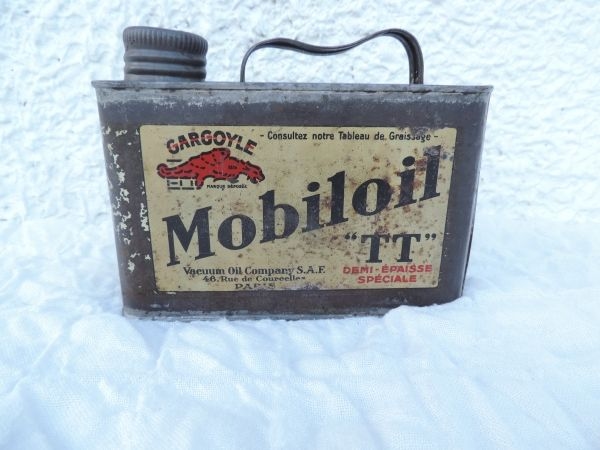 GARGOYLE
- Consultez notre Tableau de Graissage -
MARQUE DÉPOSÉE
Mobiloil
"TT"
Vacuum Oil Company S.A.F.
46, Rue de Courcelles
PARIS
DEMI-ÉPAISSE
SPÉCIALE